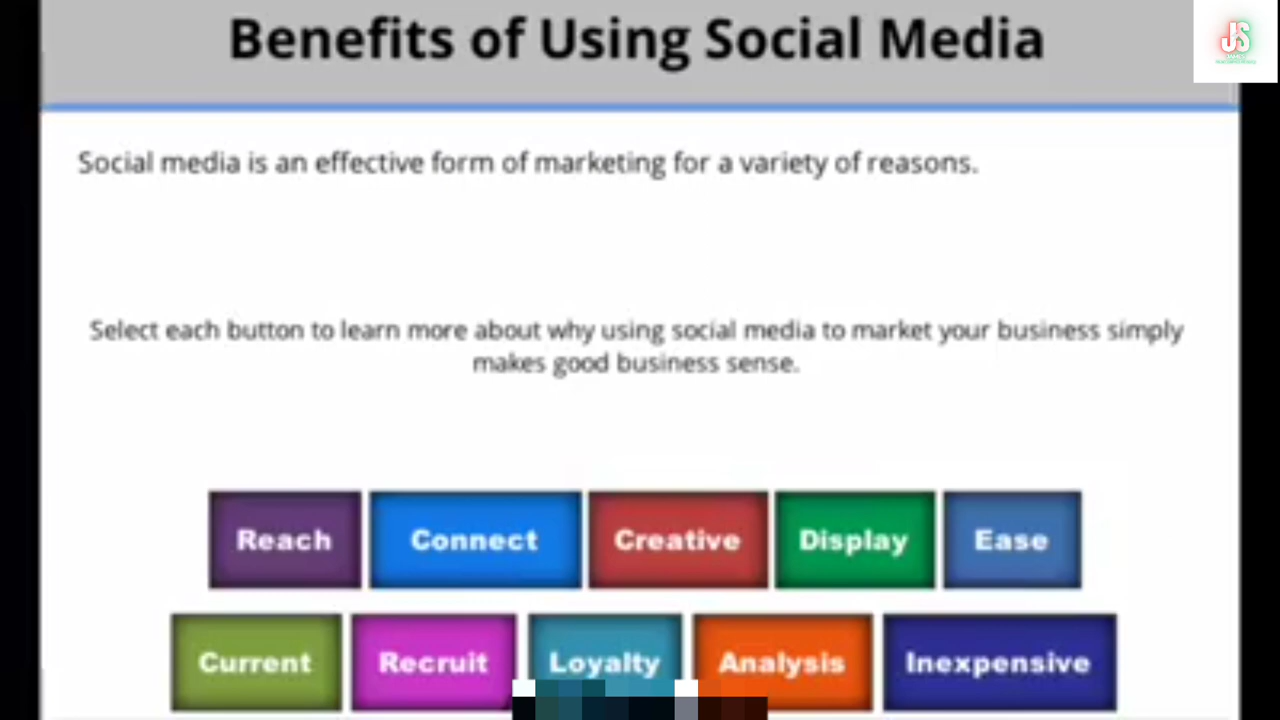 Benefits of Using Social Media
JS
Social media is an effective form of marketing for a variety of reasons.
Select each button to learn more about why using social media to market your business simply
makes good business sense.
Reach Connect Creative Display Ease
Current Recruit Loyalty Analysis Inexpensive